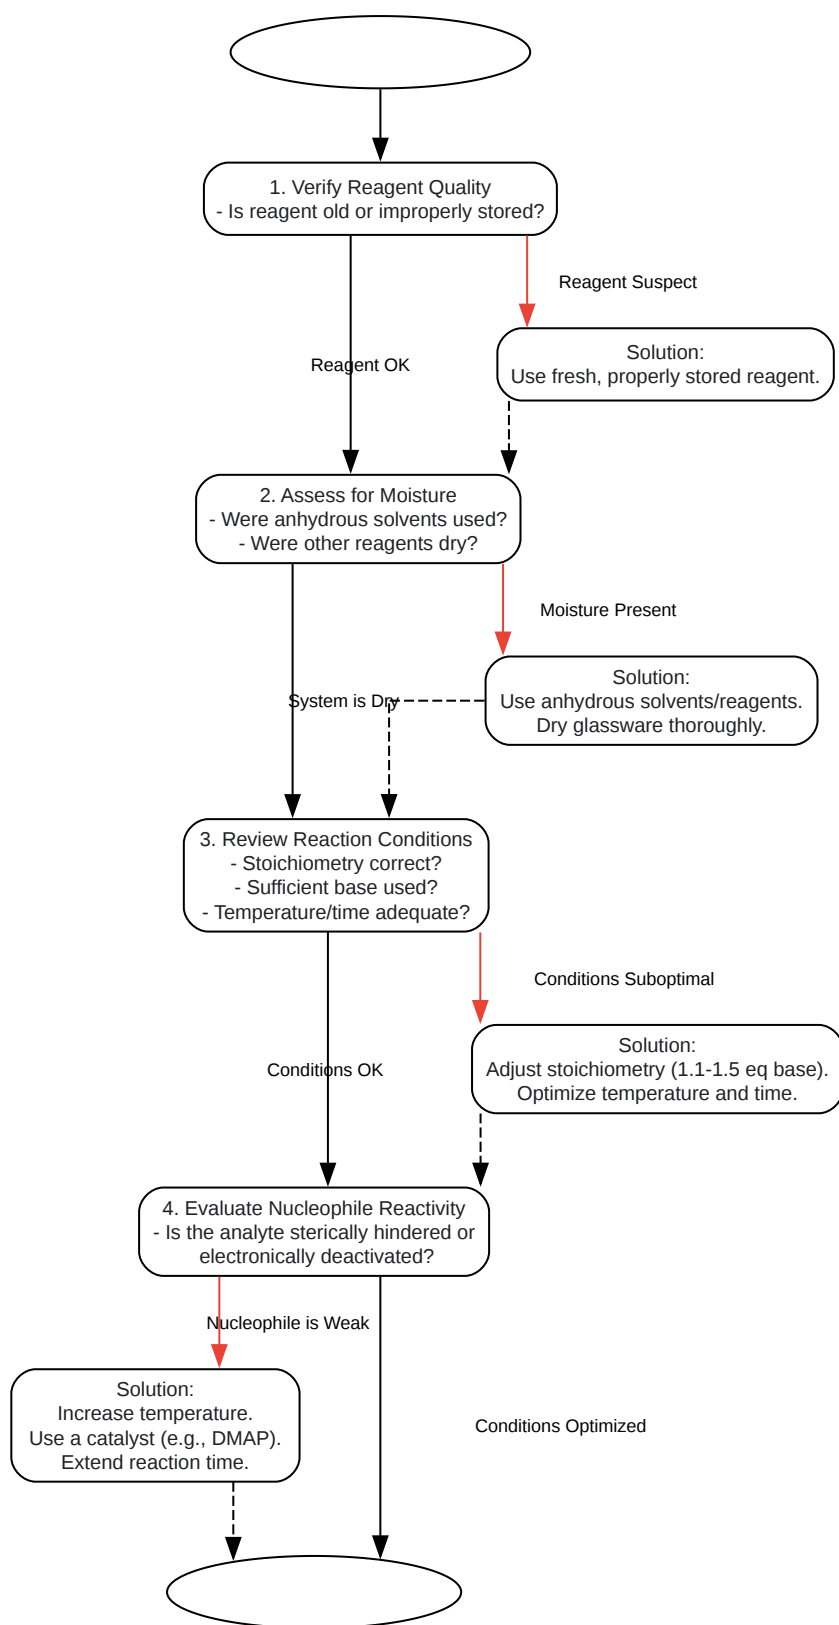 1. Verify Reagent Quality
- Is reagent old or improperly stored?
Reagent Suspect
Solution:
Use fresh, properly stored reagent.
Reagent OK
2. Assess for Moisture
- Were anhydrous solvents used?
- Were other reagents dry?
Moisture Present
Solution:
Use anhydrous solvents/reagents.
Dry glassware thoroughly.
System is Dry
3. Review Reaction Conditions
- Stoichiometry correct?
- Sufficient base used?
- Temperature/time adequate?
Conditions Suboptimal
Solution:
Adjust stoichiometry (1.1-1.5 eq base).
Optimize temperature and time.
Conditions OK
4. Evaluate Nucleophile Reactivity
- Is the analyte sterically hindered or
electronically deactivated?
Nucleophile is Weak
Solution:
Increase temperature.
Use a catalyst (e.g., DMAP).
Extend reaction time.
Conditions Optimized